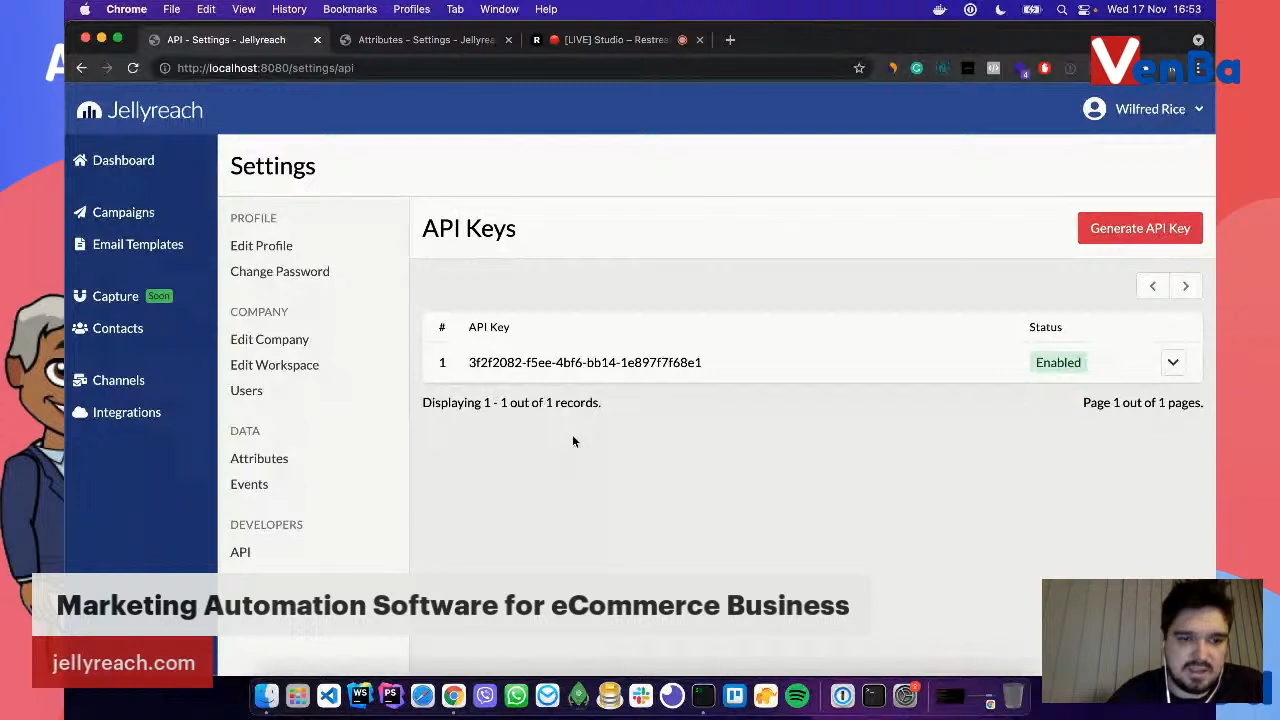 Chrome File Edit View History Bookmarks Profiles Tab Window Help Wed 17 Nov 16:53
API - Settings - Jellyreach
Attributes - Settings - Jellyrea
[LIVE] Studio – Restrea
http://localhost:8080/settings/api
VenBa
Jellyreach
Wilfred Rice
Dashboard
Campaigns
Email Templates
Capture Soon
Contacts
Channels
Integrations
Settings
PROFILE
Edit Profile
Change Password
COMPANY
Edit Company
Edit Workspace
Users
DATA
Attributes
Events
DEVELOPERS
API
API Keys
Generate API Key
# API Key Status
1 3f2f2082-f5ee-4bf6-bb14-1e897f7f68e1 Enabled
Displaying 1 - 1 out of 1 records.
Page 1 out of 1 pages.
Marketing Automation Software for eCommerce Business
jellyreach.com